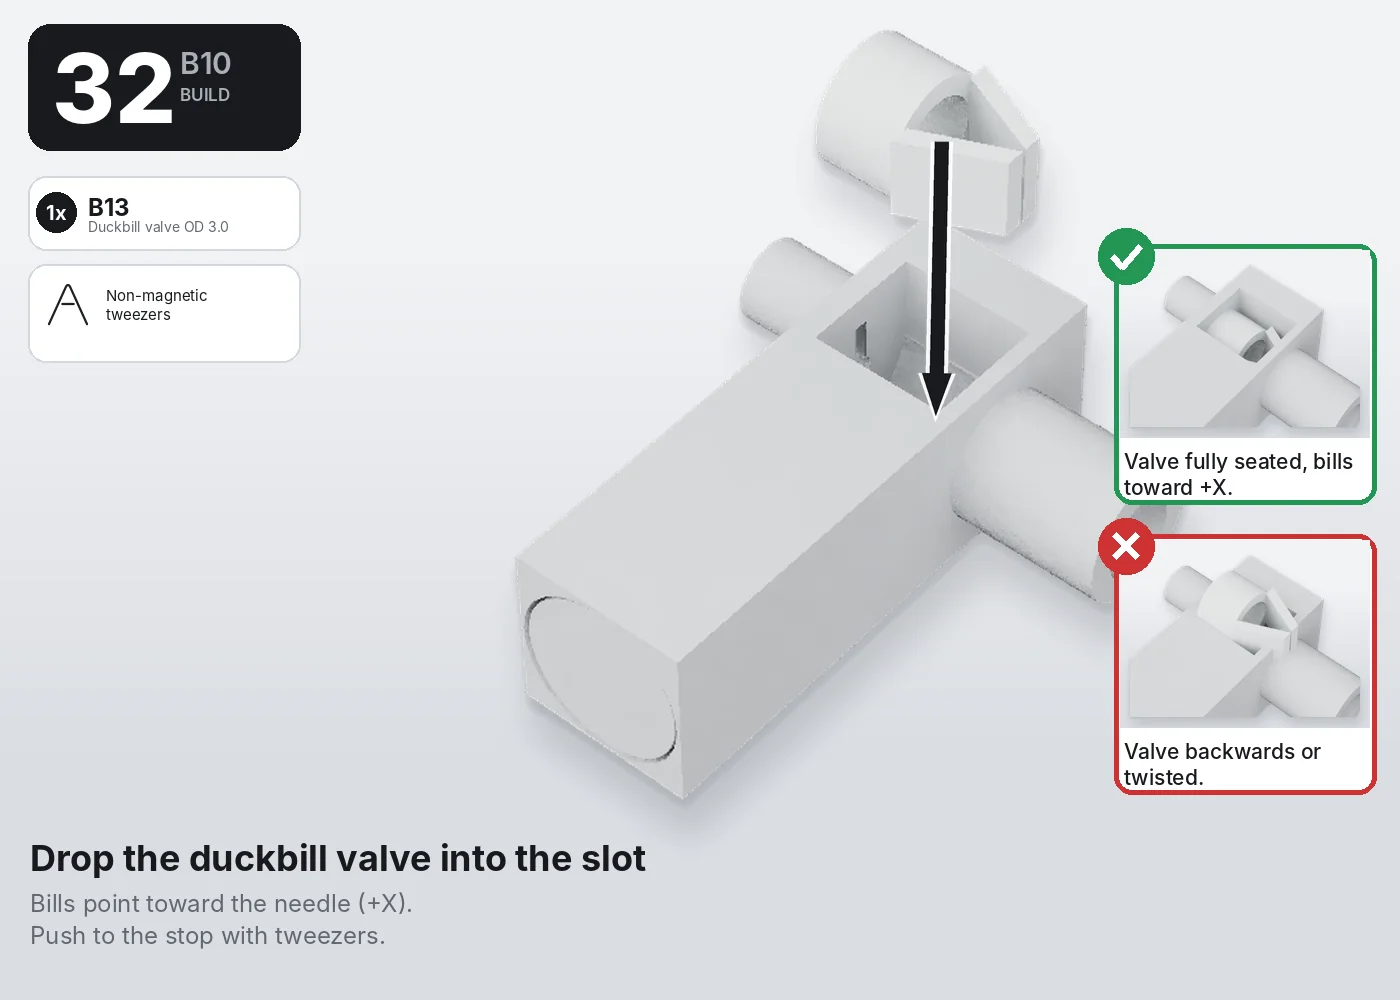 32 B10
BUILD
1x B13
Duckbill valve OD 3.0
Non-magnetic
tweezers
Valve fully seated, bills
toward +X.
Valve backwards or
twisted.
Drop the duckbill valve into the slot
Bills point toward the needle (+X).
Push to the stop with tweezers.